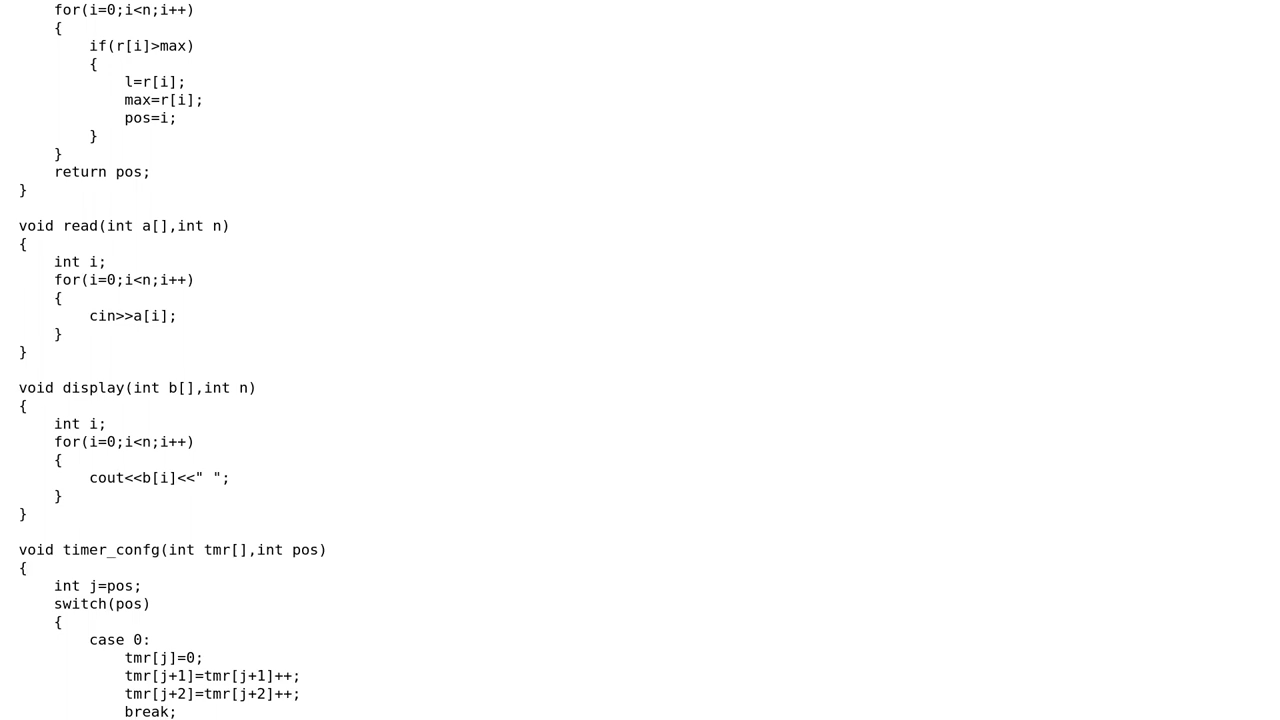 for(i=0;i<n;i++)
    {
        if(r[i]>max)
        {
            l=r[i];
            max=r[i];
            pos=i;
        }
    }
    return pos;
}

void read(int a[],int n)
{
    int i;
    for(i=0;i<n;i++)
    {
        cin>>a[i];
    }
}

void display(int b[],int n)
{
    int i;
    for(i=0;i<n;i++)
    {
        cout<<b[i]<<" ";
    }
}

void timer_confg(int tmr[],int pos)
{
    int j=pos;
    switch(pos)
    {
        case 0:
            tmr[j]=0;
            tmr[j+1]=tmr[j+1]++;
            tmr[j+2]=tmr[j+2]++;
            break;